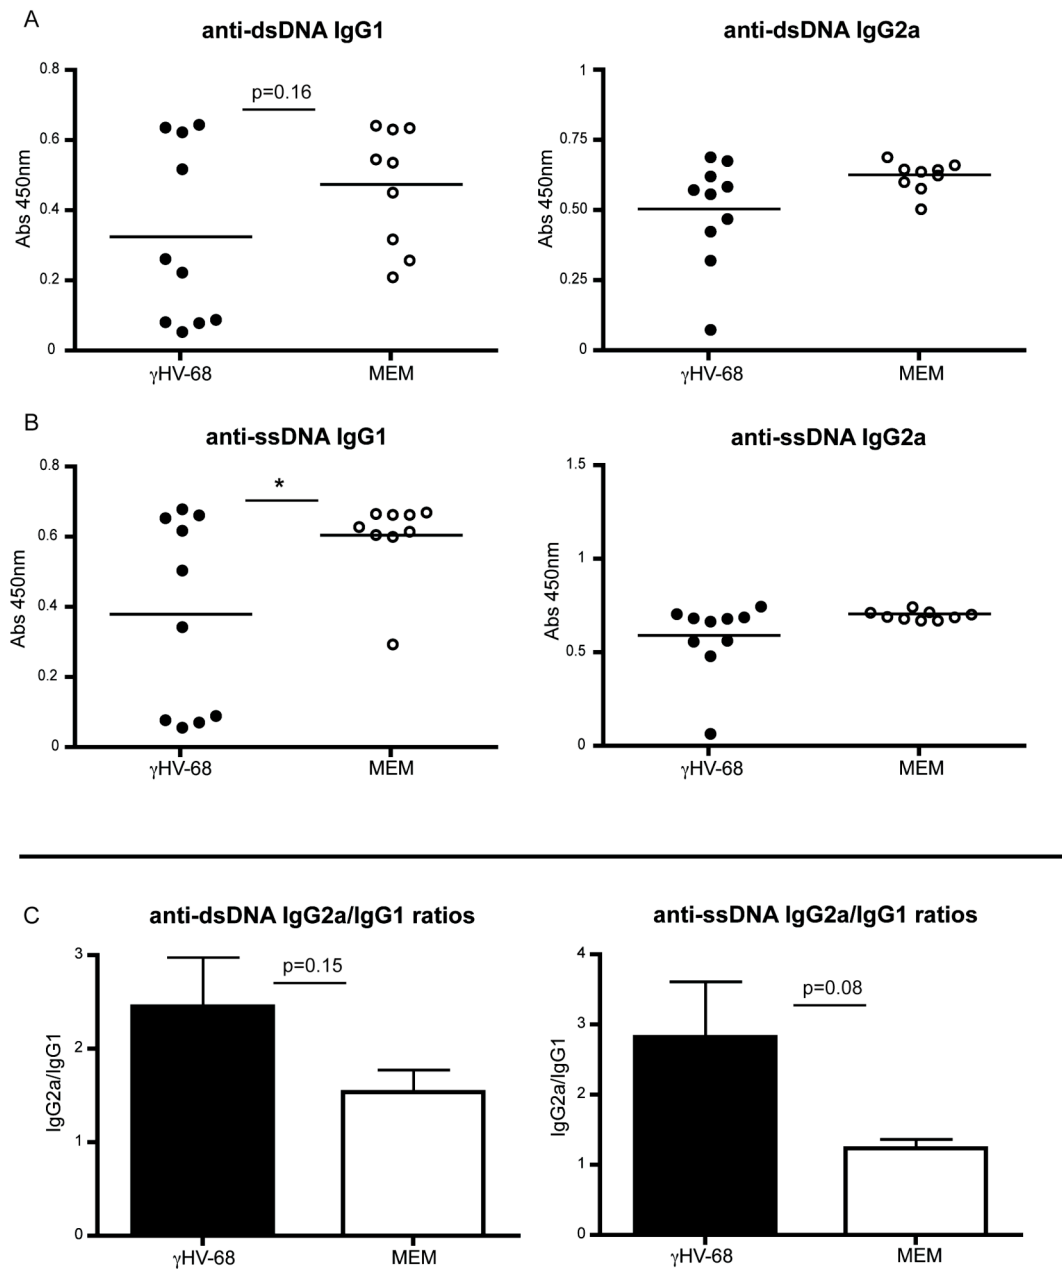 A
anti-dsDNA IgG1
anti-dsDNA IgG2a
0.8
0.6
0.4
0.2
0
Abs 450nm
p=0.16
γHV-68
MEM
1
0.75
0.50
0.25
0
Abs 450nm
γHV-68
MEM
B
anti-ssDNA IgG1
anti-ssDNA IgG2a
0.8
0.6
0.4
0.2
0
Abs 450nm
*
γHV-68
MEM
1.5
1
0.5
0
Abs 450nm
γHV-68
MEM
C
anti-dsDNA IgG2a/IgG1 ratios
anti-ssDNA IgG2a/IgG1 ratios
3
2
1
0
IgG2a/IgG1
p=0.15
γHV-68
MEM
4
3
2
1
0
IgG2a/IgG1
p=0.08
γHV-68
MEM